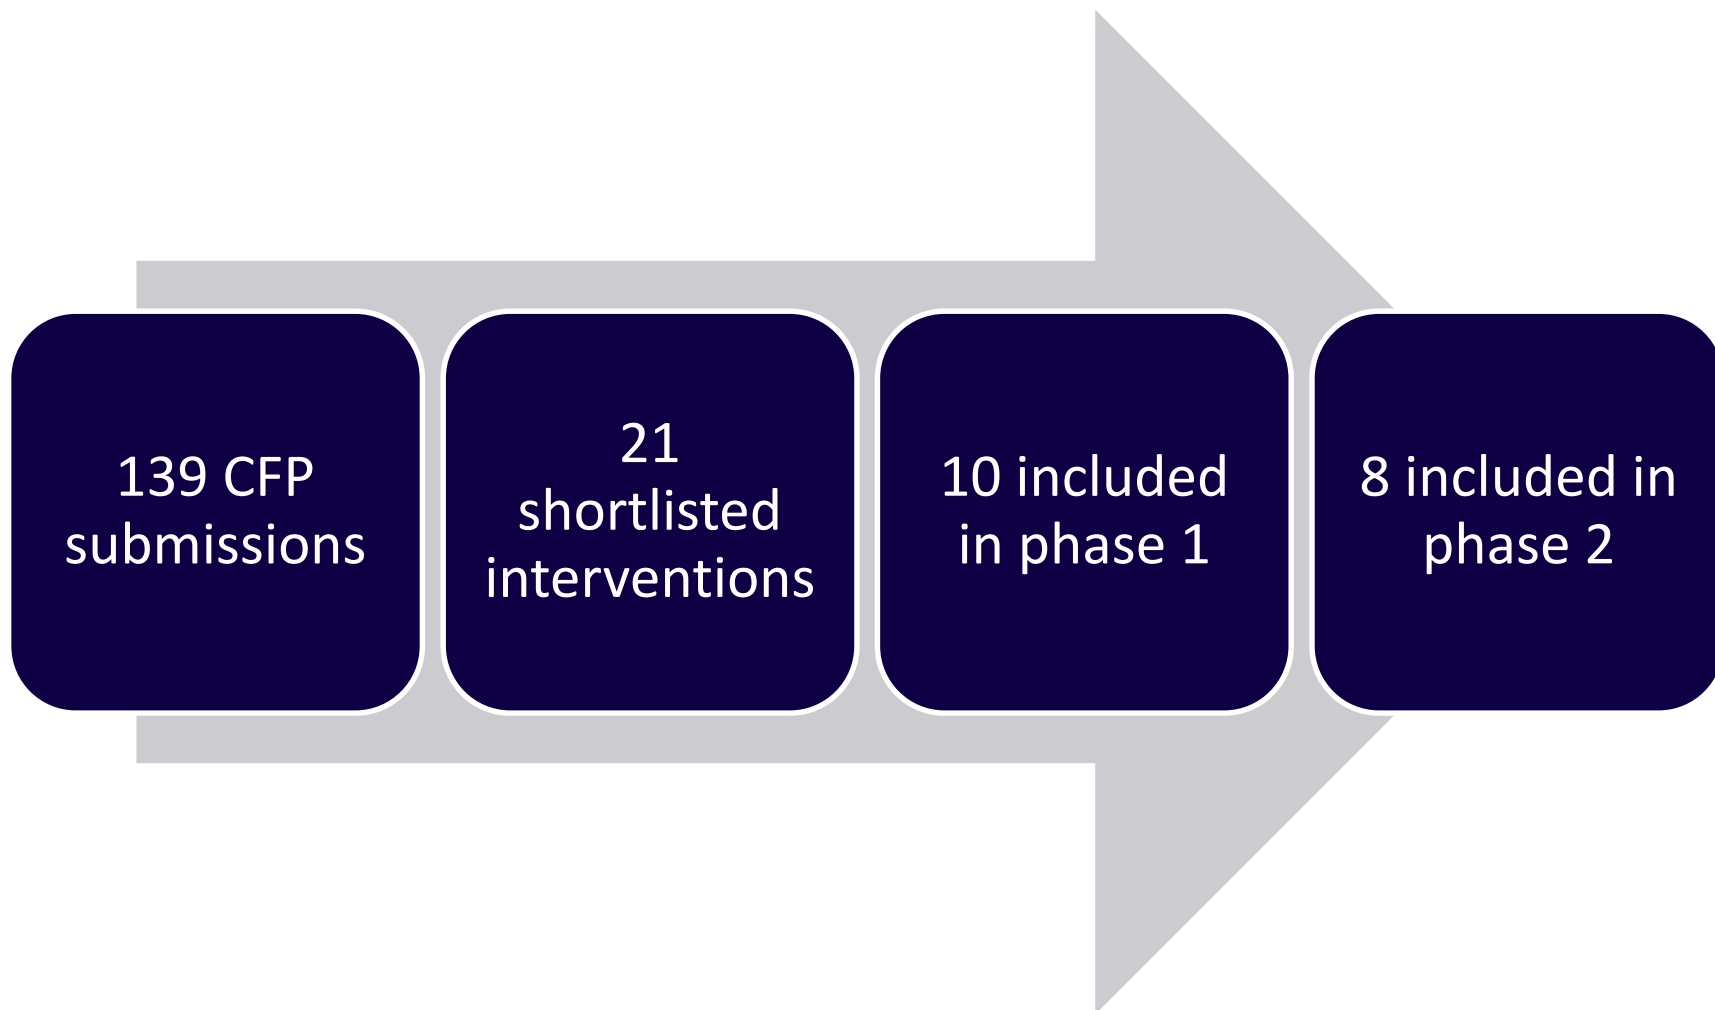 139 CFP
submissions
21
shortlisted
interventions
10 included
in phase 1
8 included in
phase 2